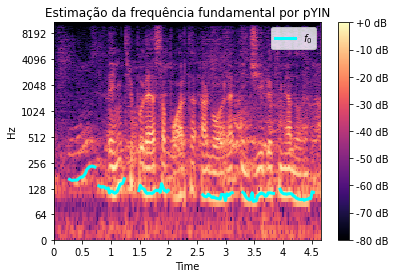 Estimação da frequência fundamental por pYIN
f0
8192
4096
2048
1024
512
256
128
64
0
Hz
0 0.5 1 1.5 2 2.5 3 3.5 4 4.5
Time
+0 dB
-10 dB
-20 dB
-30 dB
-40 dB
-50 dB
-60 dB
-70 dB
-80 dB